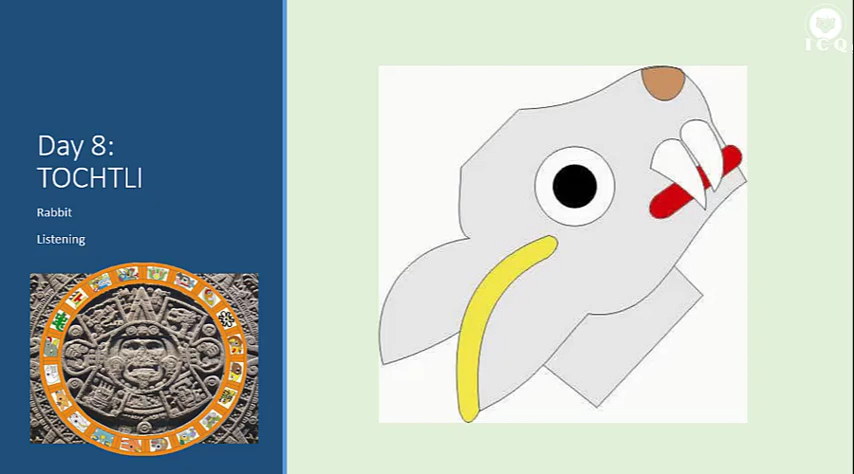 Day 8:
TOCHTLI
Rabbit
Listening
ICQ